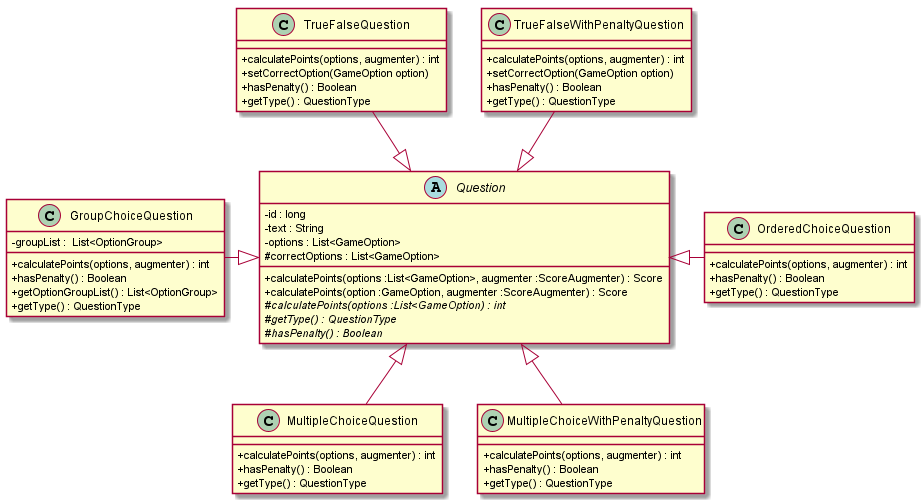 C TrueFalseQuestion
+calculatePoints(options, augmenter) : int
+setCorrectOption(GameOption option)
+hasPenalty() : Boolean
+getType() : QuestionType
C TrueFalseWithPenaltyQuestion
+calculatePoints(options, augmenter) : int
+setCorrectOption(GameOption option)
+hasPenalty() : Boolean
+getType() : QuestionType
C GroupChoiceQuestion
-groupList : List<OptionGroup>
+calculatePoints(options, augmenter) : int
+hasPenalty() : Boolean
+getOptionGroupList() : List<OptionGroup>
+getType() : QuestionType
A Question
-id : long
-text : String
-options : List<GameOption>
#correctOptions : List<GameOption>
+calculatePoints(options :List<GameOption>, augmenter :ScoreAugmenter) : Score
+calculatePoints(option :GameOption, augmenter :ScoreAugmenter) : Score
#calculatePoints(options :List<GameOption) : int
#getType() : QuestionType
#hasPenalty() : Boolean
C OrderedChoiceQuestion
+calculatePoints(options, augmenter) : int
+hasPenalty() : Boolean
+getType() : QuestionType
C MultipleChoiceQuestion
+calculatePoints(options, augmenter) : int
+hasPenalty() : Boolean
+getType() : QuestionType
C MultipleChoiceWithPenaltyQuestion
+calculatePoints(options, augmenter) : int
+hasPenalty() : Boolean
+getType() : QuestionType